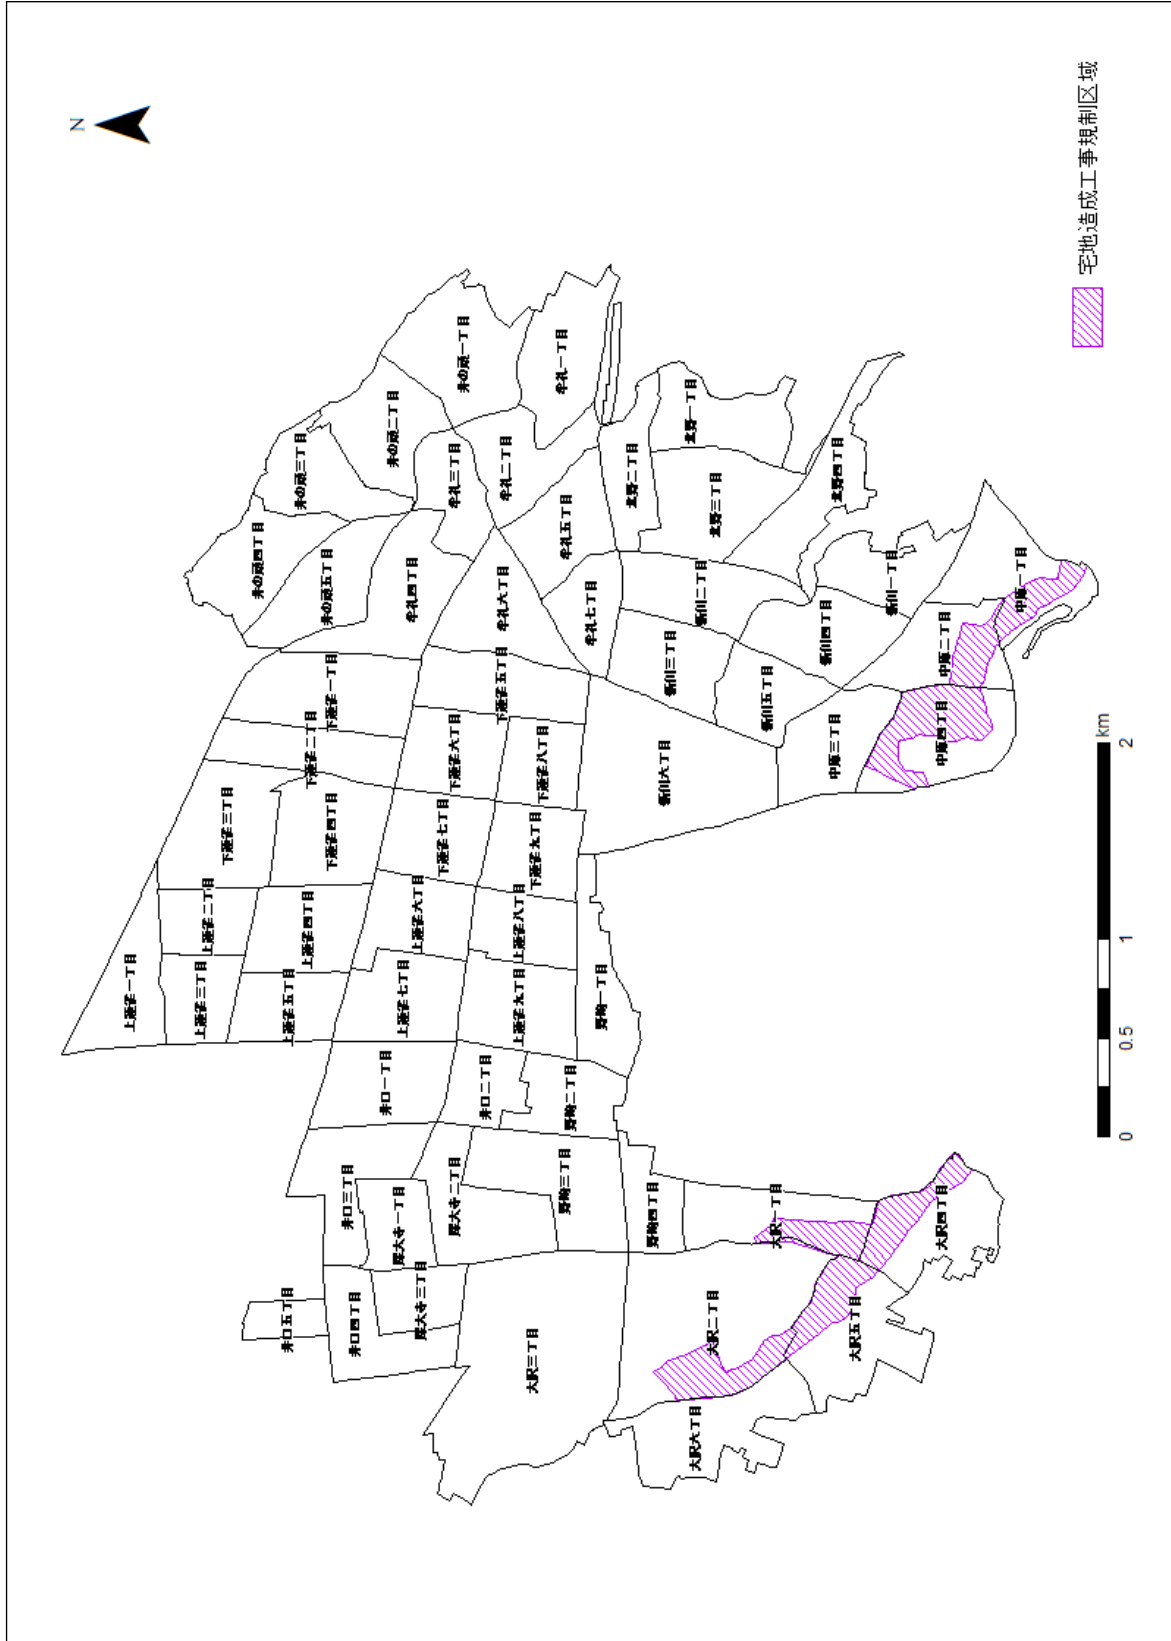 N
井の頭一丁目
井の頭二丁目
井の頭三丁目
井の頭四丁目
井の頭五丁目
牟礼一丁目
牟礼二丁目
牟礼三丁目
牟礼四丁目
牟礼五丁目
牟礼六丁目
牟礼七丁目
北野一丁目
北野二丁目
北野三丁目
北野四丁目
新川一丁目
新川二丁目
新川三丁目
新川四丁目
新川五丁目
新川六丁目
中原一丁目
中原二丁目
中原三丁目
中原四丁目
下連雀一丁目
下連雀二丁目
下連雀三丁目
下連雀四丁目
下連雀五丁目
下連雀六丁目
下連雀七丁目
下連雀八丁目
下連雀九丁目
上連雀一丁目
上連雀二丁目
上連雀三丁目
上連雀四丁目
上連雀五丁目
上連雀六丁目
上連雀七丁目
上連雀八丁目
上連雀九丁目
井口一丁目
井口二丁目
井口三丁目
井口四丁目
井口五丁目
深大寺一丁目
深大寺二丁目
深大寺三丁目
野崎一丁目
野崎二丁目
野崎三丁目
野崎四丁目
大沢一丁目
大沢二丁目
大沢三丁目
大沢四丁目
大沢五丁目
大沢六丁目
0 0.5 1 2
km
宅地造成工事規制区域